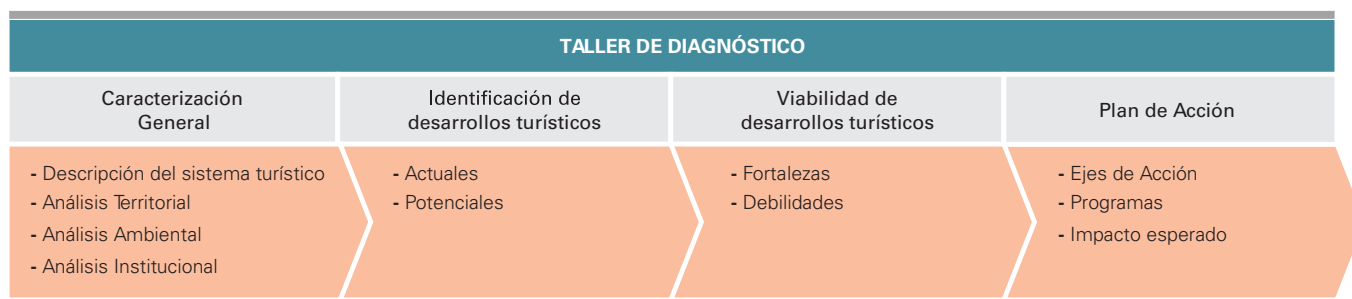 TALLER DE DIAGNÓSTICO
Caracterización
General
- Descripción del sistema turístico
- Análisis Territorial
- Análisis Ambiental
- Análisis Institucional
Identificación de
desarrollos turísticos
- Actuales
- Potenciales
Viabilidad de
desarrollos turísticos
- Fortalezas
- Debilidades
Plan de Acción
- Ejes de Acción
- Programas
- Impacto esperado